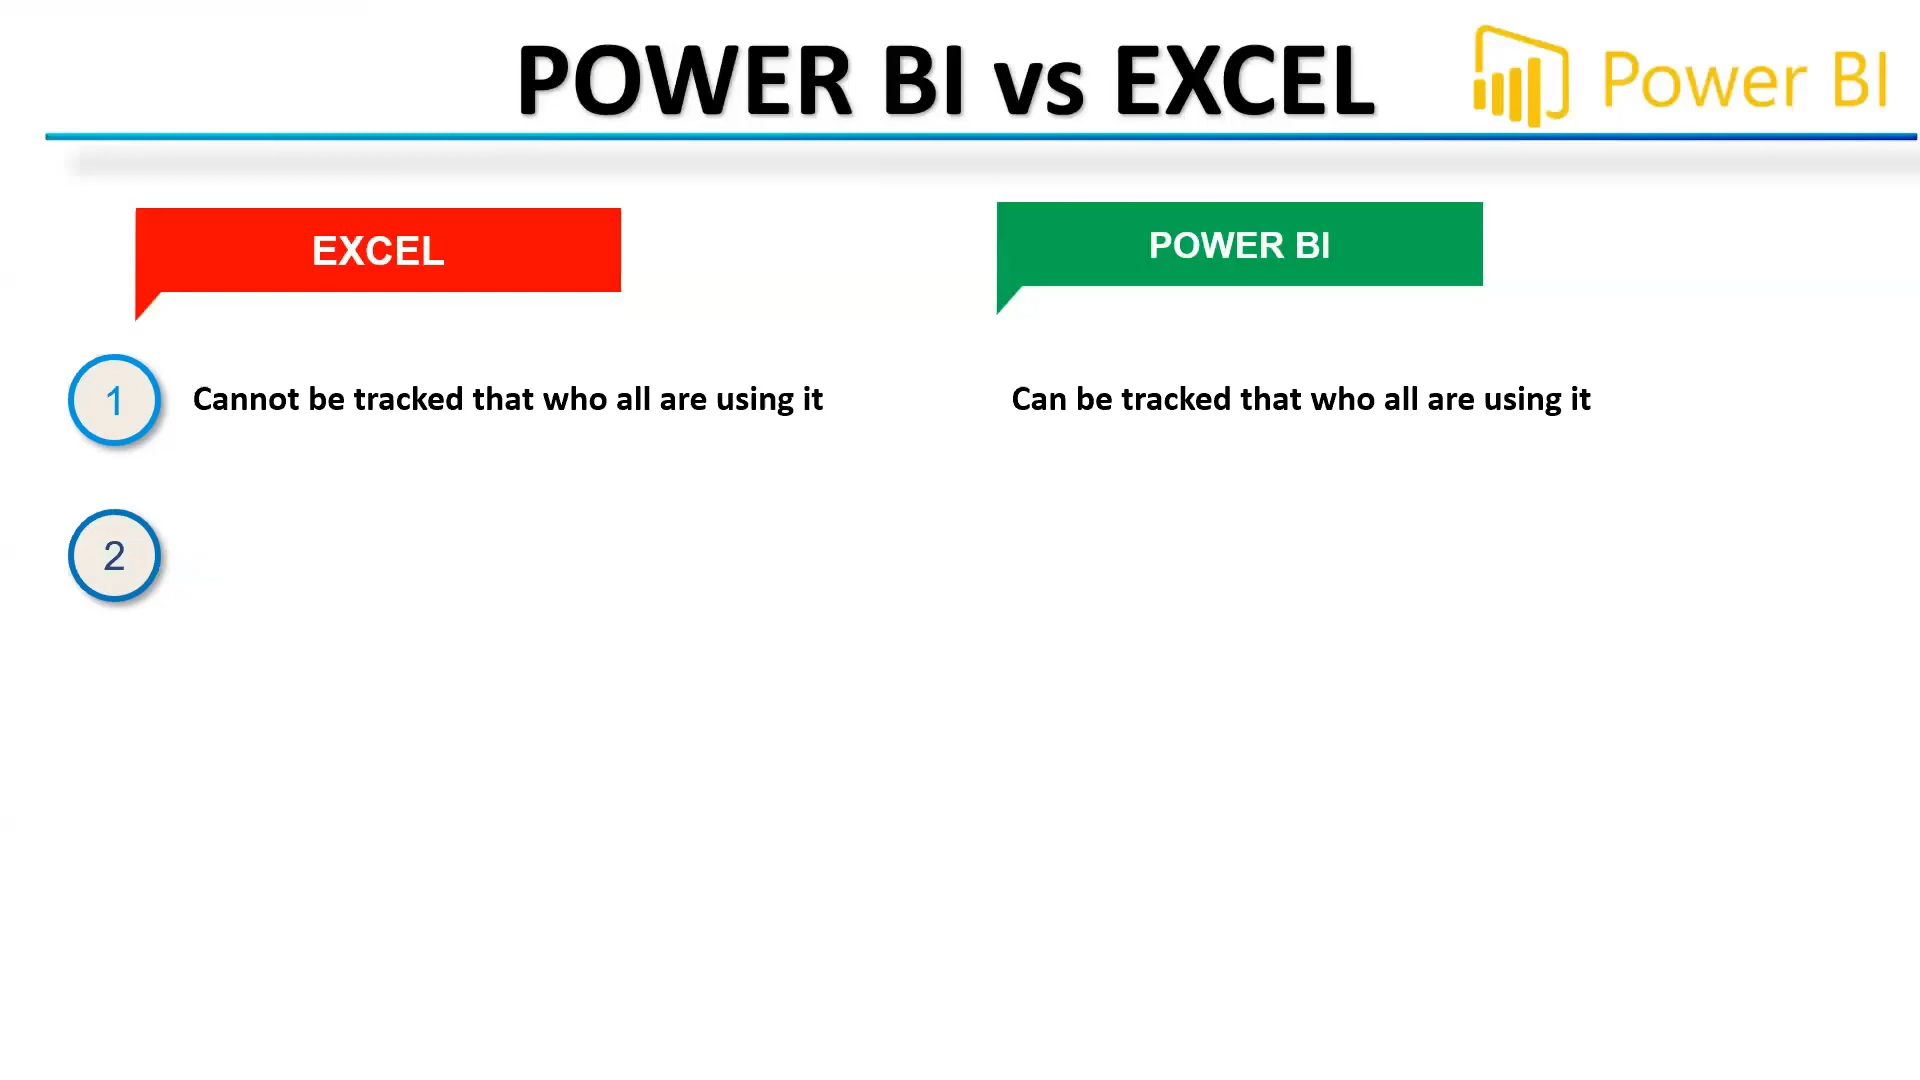 POWER BI vs EXCEL
Power BI
EXCEL
POWER BI
1
Cannot be tracked that who all are using it
Can be tracked that who all are using it
2